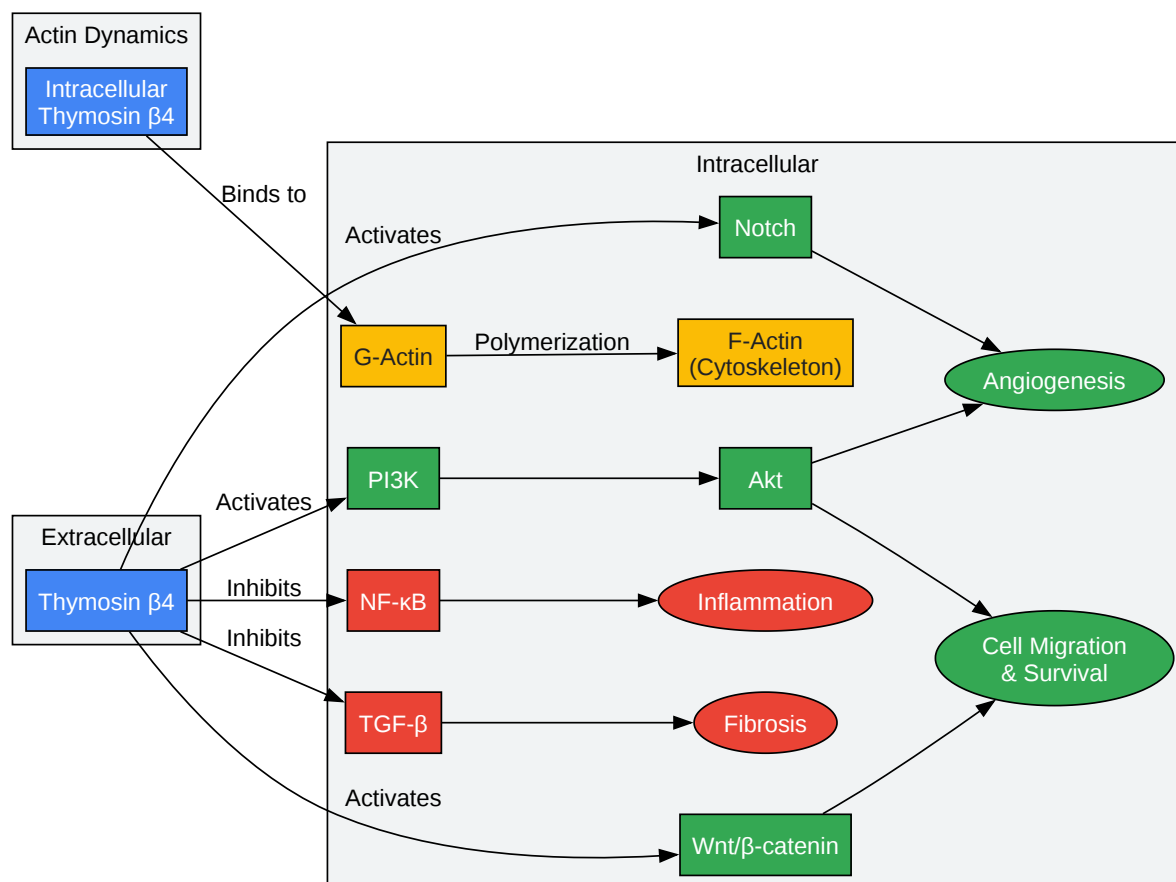 Actin Dynamics
Intracellular
Thymosin β4
Binds to
Intracellular
Activates
Notch
G-Actin
Polymerization
F-Actin
(Cytoskeleton)
Angiogenesis
Activates
PI3K
Akt
Extracellular
Thymosin β4
Inhibits
NF-κB
Inflammation
Inhibits
TGF-β
Fibrosis
Cell Migration
& Survival
Activates
Wnt/β-catenin